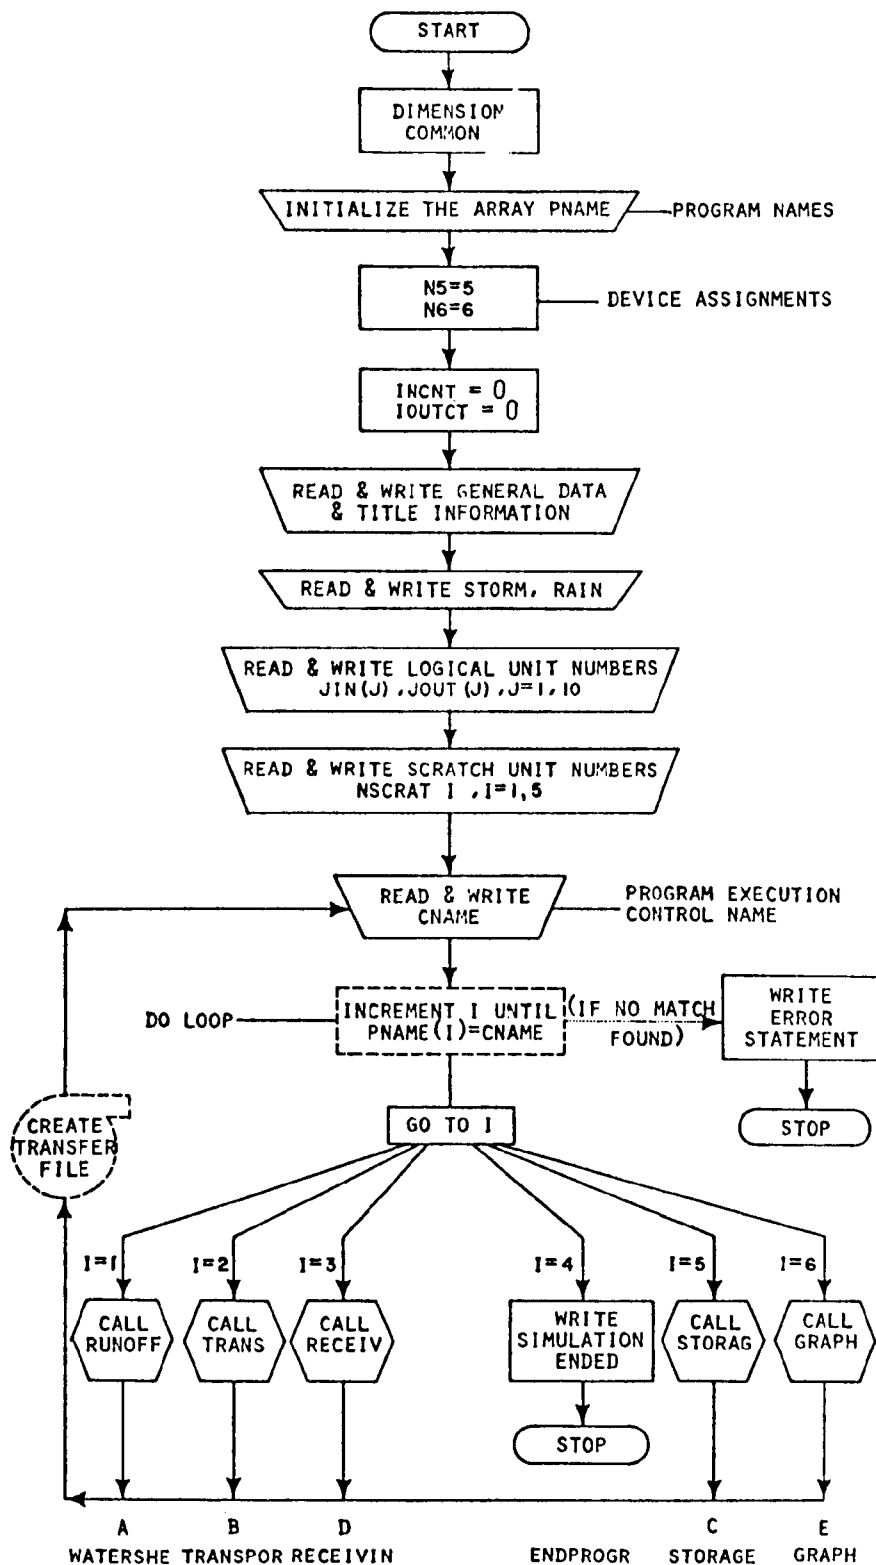 START
DIMENSION
COMMON
INITIALIZE THE ARRAY PNAME
PROGRAM NAMES
N5=5
N6=6
DEVICE ASSIGNMENTS
INCNT = 0
IOUTCT = 0
READ & WRITE GENERAL DATA
& TITLE INFORMATION
READ & WRITE STORM, RAIN
READ & WRITE LOGICAL UNIT NUMBERS
JIN(J),JOUT(J),J=1,10
READ & WRITE SCRATCH UNIT NUMBERS
NSCRAT I ,I=1,5
READ & WRITE
CNAME
PROGRAM EXECUTION
CONTROL NAME
DO LOOP
INCREMENT I UNTIL
PNAME(I)=CNAME
(IF NO MATCH
FOUND)
WRITE
ERROR
STATEMENT
STOP
GO TO I
CREATE
TRANSFER
FILE
I=1
I=2
I=3
I=4
I=5
I=6
CALL
RUNOFF
CALL
TRANS
CALL
RECEIV
WRITE
SIMULATION
ENDED
CALL
STORAG
CALL
GRAPH
STOP
A
B
D
C
E
WATERSHE
TRANSPOR
RECEIVIN
ENDPROGR
STORAGE
GRAPH